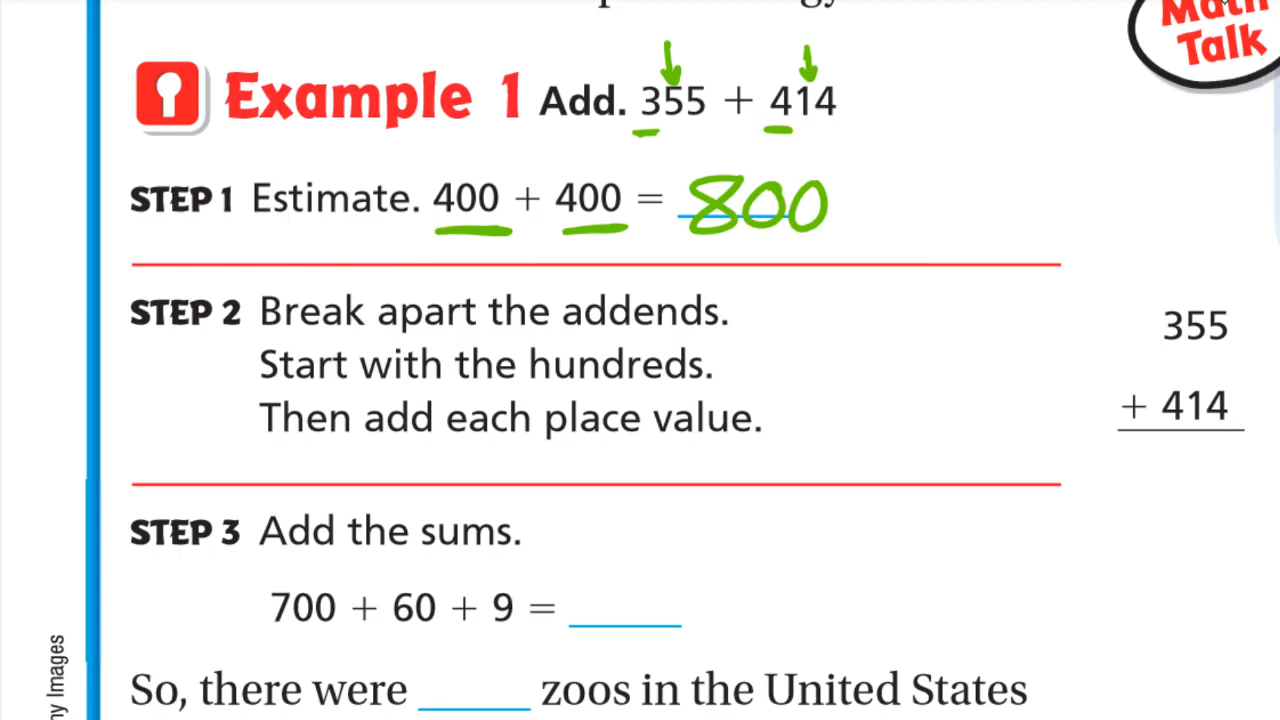 Math
Talk
Example 1 Add. 355 + 414
STEP 1 Estimate. 400 + 400 = 800
STEP 2 Break apart the addends.
Start with the hundreds.
Then add each place value.
355
+ 414
STEP 3 Add the sums.
700 + 60 + 9 =
So, there were zoos in the United States
Images